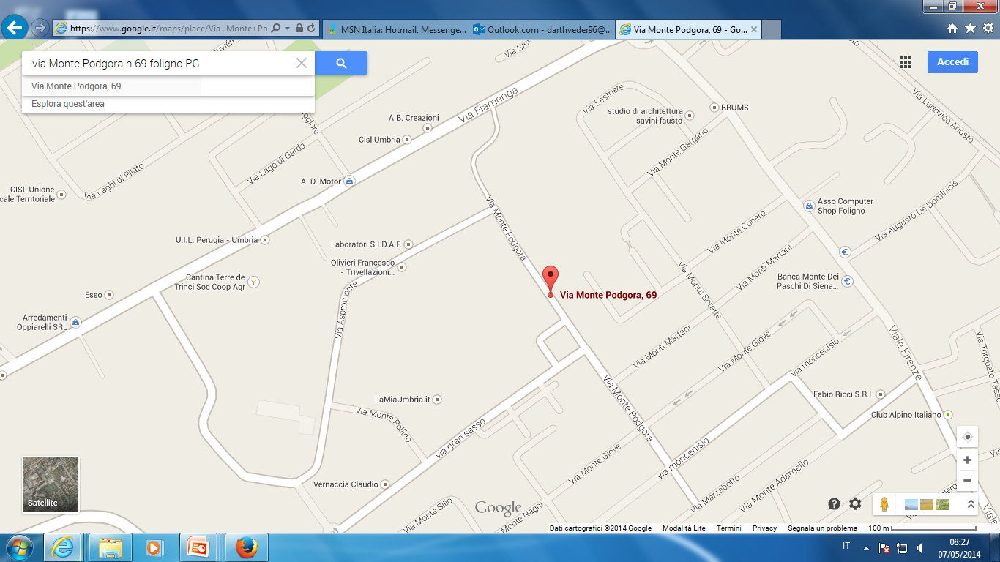 https://www.google.it/maps/place/Via+Monte+Po
MSN Italia: Hotmail, Messenge...
Outlook.com - darthveder96@...
Via Monte Podgora, 69 - Go...
via Monte Podgora n 69 foligno PG
Via Monte Podgora, 69
Esplora quest'area
Accedi
Via Ste
Via Fiamenga
Via Sestriere
BRUMS
studio di architettura
savini fausto
Via Ludovico Ariosto
A.B. Creazioni
Cisl Umbria
ggiore
Via Lago di Garda
Via Monte Gargano
A. D. Motor
Via Laghi di Pilato
CISL Unione
cale Territoriale
Asso Computer
Shop Foligno
Via Augusto De Dominicis
Via Monte Podgora
Via Monte Conero
U.I.L. Perugia - Umbria
Laboratori S.I.D.A.F.
Via Monti Martani
Olivieri Francesco
- Trivellazioni...
Cantina Terre de
Trinci Soc Coop Agr
Banca Monte Dei
Paschi Di Siena...
Esso
Via Monte Podgora, 69
Via Monte Soratte
Via Aspromonte
Arredamenti
Oppiarelli SRL
Via Monti Martani
Via Monte Giove
via moncenisio
Viale Firenze
Via Torquato Tasso
Via Monte Podgora
LaMiaUmbria.it
Fabio Ricci S.R.L
Club Alpino Italiano
Via Monte Pollino
via gran sasso
Via Monte Giove
via moncenisio
Vernaccia Claudio
Via Marzabotto
Via Monte Adamello
Nero
Via Monte Silio
Via Monte Nagni
Satellite
Google
Dati cartografici ©2014 Google
Modalità Lite
Termini
Privacy
Segnala un problema
100 m
IT
08:27
07/05/2014